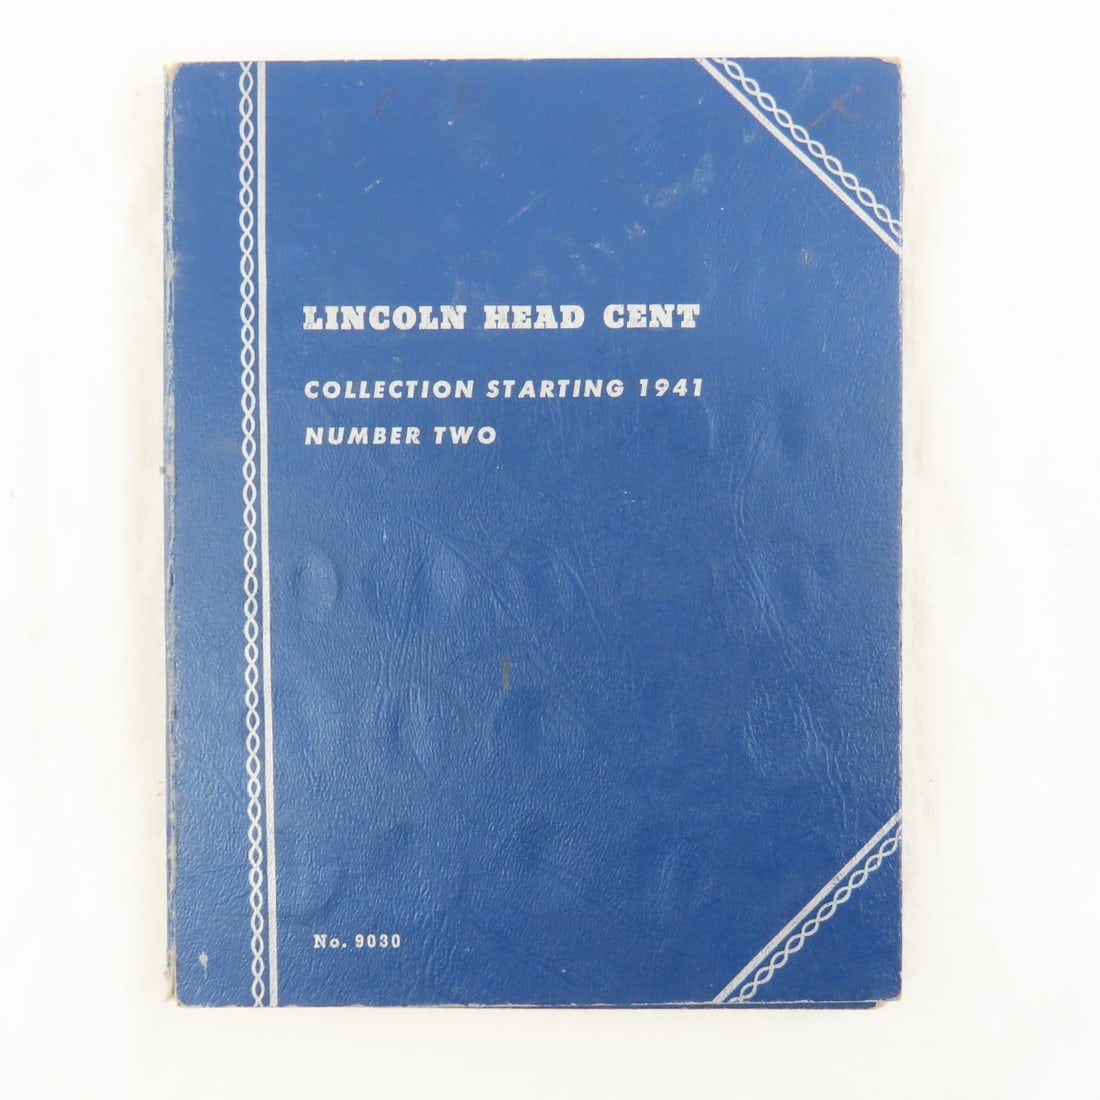 LINCOLN HEAD CENT
COLLECTION STARTING 1941
NUMBER TWO
No. 9030